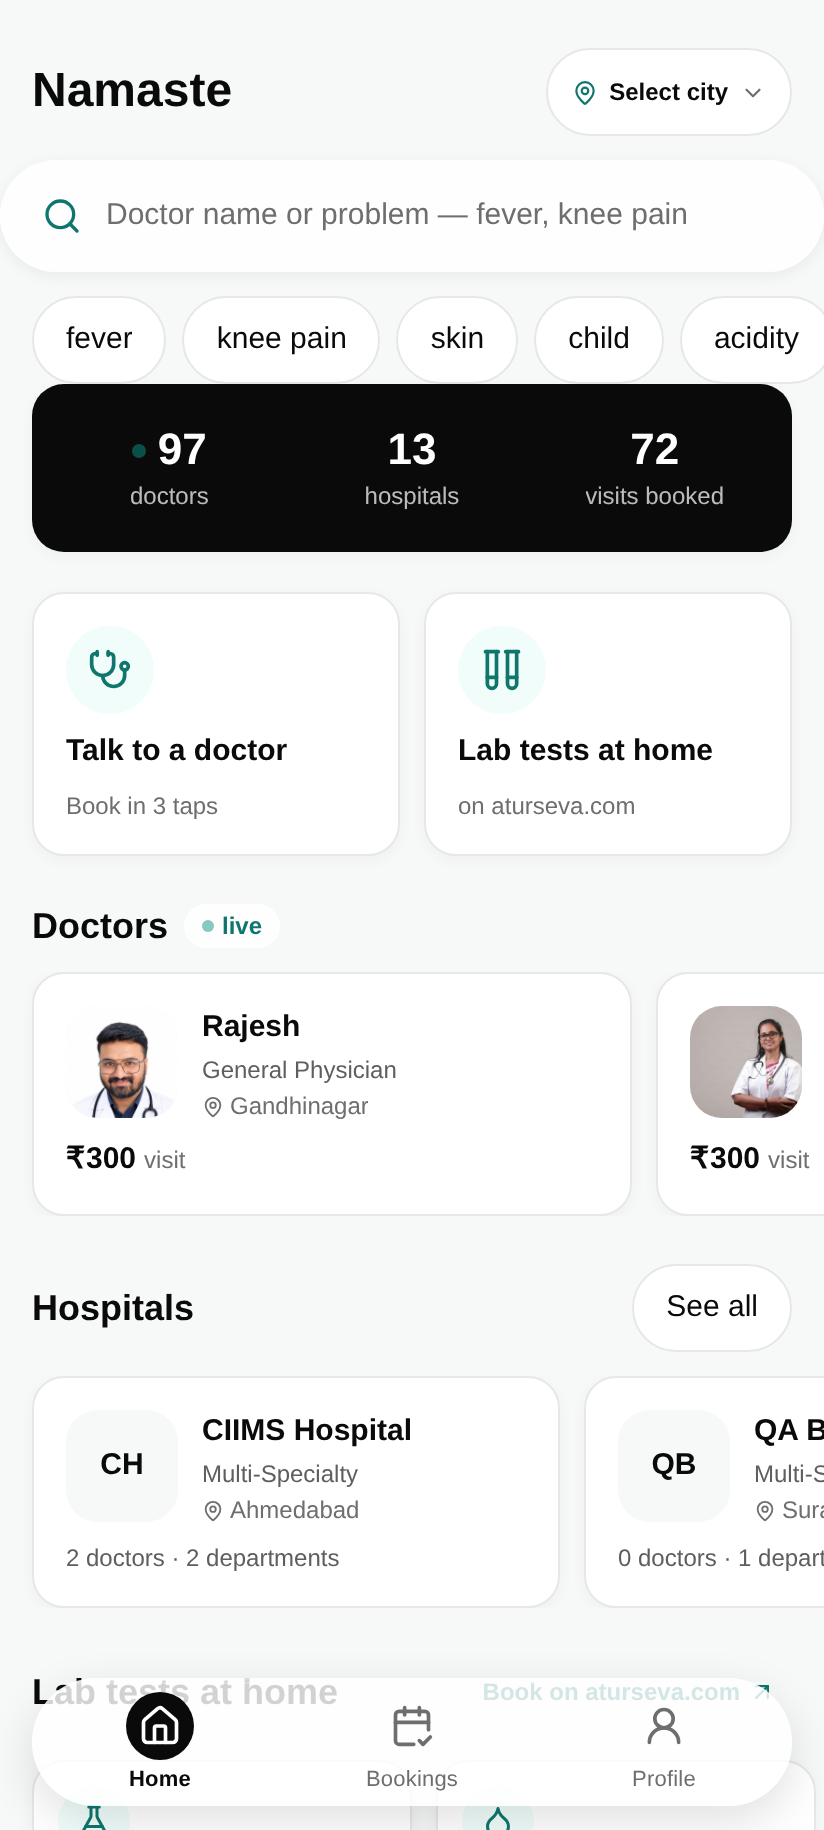 Namaste
Select city
Doctor name or problem — fever, knee pain
fever
knee pain
skin
child
acidity
97
doctors
13
hospitals
72
visits booked
Talk to a doctor
Book in 3 taps
Lab tests at home
on aturseva.com
Doctors
live
Rajesh
General Physician
Gandhinagar
₹300 visit
₹300 visit
Hospitals
See all
CH
CIIMS Hospital
Multi-Specialty
Ahmedabad
2 doctors · 2 departments
QB
QA B
Multi-S
Sura
0 doctors · 1 depart
Lab tests at home
Book on aturseva.com
Home
Bookings
Profile